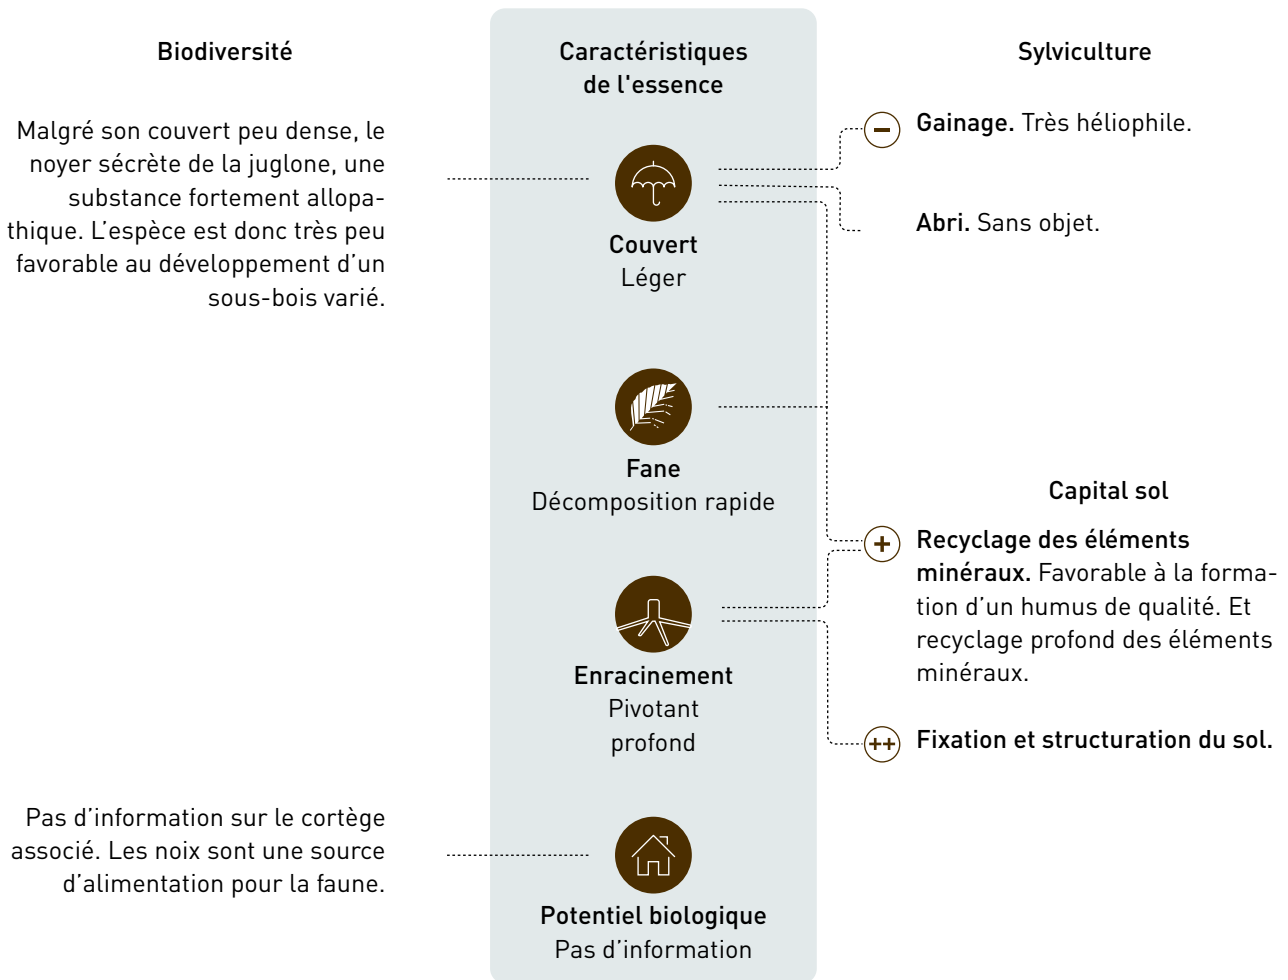 Biodiversité
Malgré son couvert peu dense, le
noyer sécrète de la juglone, une
substance fortement allopa-
thique. L’espèce est donc très peu
favorable au développement d’un
sous-bois varié.
Pas d’information sur le cortège
associé. Les noix sont une source
d’alimentation pour la faune.
Caractéristiques
de l'essence
Couvert
Léger
Fane
Décomposition rapide
Enracinement
Pivotant
profond
Potentiel biologique
Pas d’information
Sylviculture
− Gainage. Très héliophile.
Abri. Sans objet.
Capital sol
+ Recyclage des éléments
minéraux. Favorable à la forma-
tion d’un humus de qualité. Et
recyclage profond des éléments
minéraux.
++ Fixation et structuration du sol.